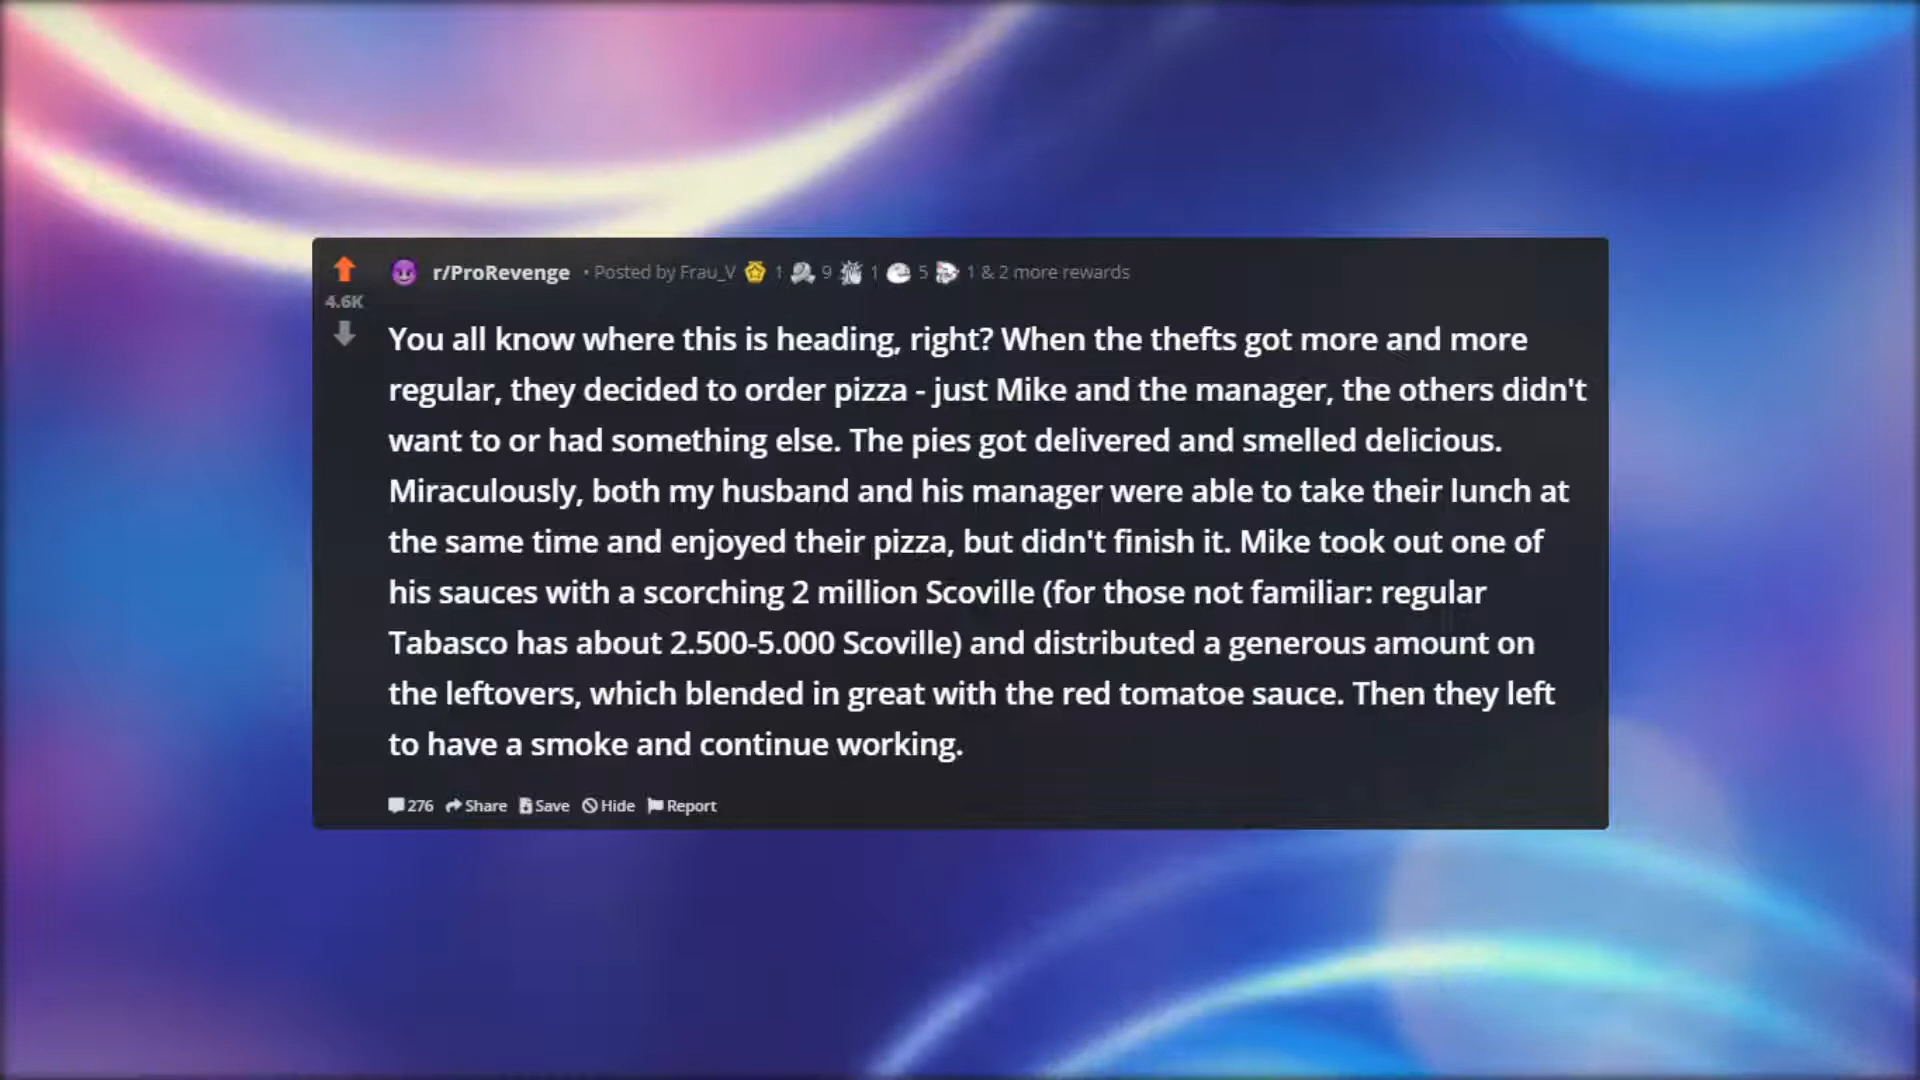 r/ProRevenge • Posted by Frau_V 1 9 1 5 1 & 2 more rewards
4.6K
You all know where this is heading, right? When the thefts got more and more
regular, they decided to order pizza - just Mike and the manager, the others didn't
want to or had something else. The pies got delivered and smelled delicious.
Miraculously, both my husband and his manager were able to take their lunch at
the same time and enjoyed their pizza, but didn't finish it. Mike took out one of
his sauces with a scorching 2 million Scoville (for those not familiar: regular
Tabasco has about 2.500-5.000 Scoville) and distributed a generous amount on
the leftovers, which blended in great with the red tomatoe sauce. Then they left
to have a smoke and continue working.
276 Share Save Hide Report